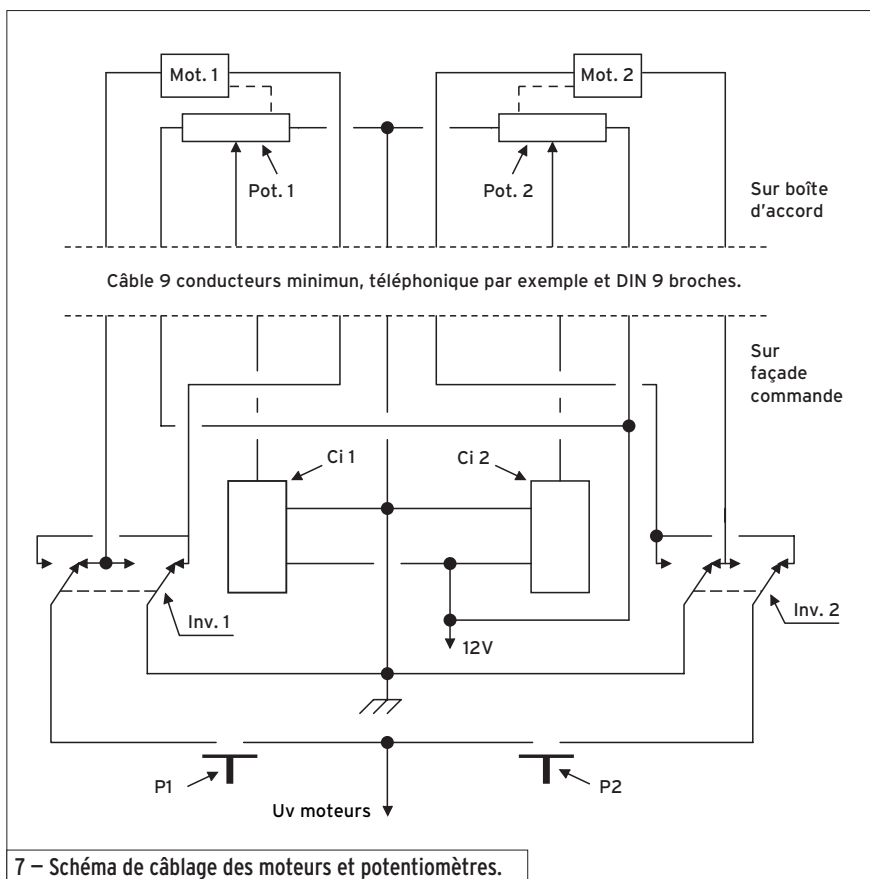 Mot. 1
Mot. 2
Pot. 1
Pot. 2
Sur boîte
d'accord
Câble 9 conducteurs minimun, téléphonique par exemple et DIN 9 broches.
Sur
façade
commande
Ci 1
Ci 2
Inv. 1
Inv. 2
12V
P1
P2
Uv moteurs
7 – Schéma de câblage des moteurs et potentiomètres.